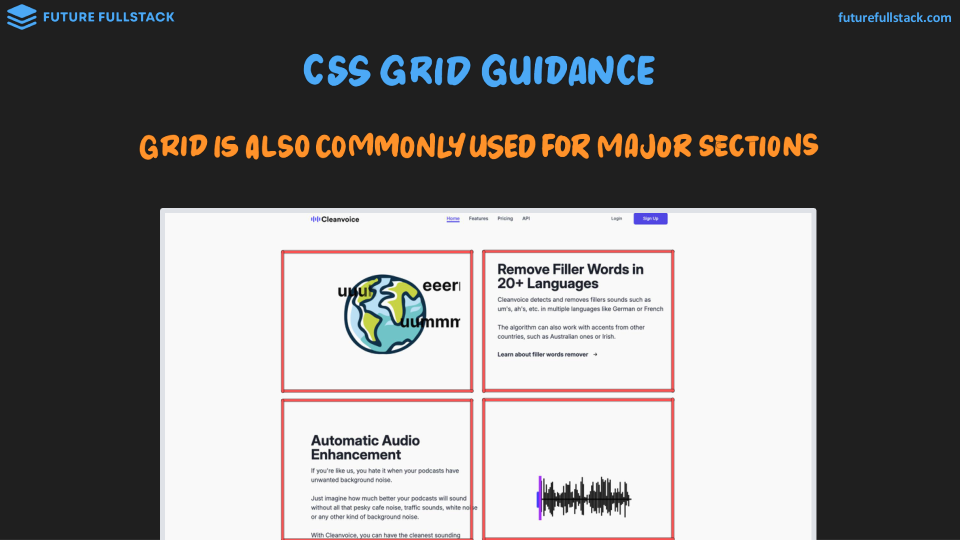 FUTURE FULLSTACK
futurefullstack.com
CSS GRID GUIDANCE
GRID IS ALSO COMMONLY USED FOR MAJOR SECTIONS
Cleanvoice
Home Features Pricing API
Login Sign Up
uuuh
eeerr
uummm
Remove Filler Words in
20+ Languages
Cleanvoice detects and removes fillers sounds such as
um's, ah's, etc. in multiple languages like German or French
The algorithm can also work with accents from other
countries, such as Australian ones or Irish.
Learn about filler words remover →
Automatic Audio
Enhancement
If you're like us, you hate it when your podcasts have
unwanted background noise.
Just imagine how much better your podcasts will sound
without all that pesky cafe noise, traffic sounds, white noise
or any other kind of background noise.
With Cleanvoice, you can have the cleanest sounding